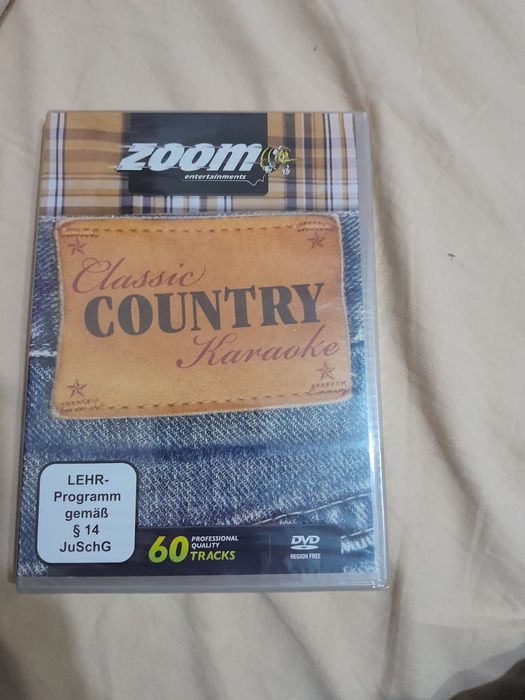 ZOOM
entertainments
Classic
COUNTRY
Karaoke
LEHR-
Programm
gemäß
§ 14
JuSchG
60 PROFESSIONAL
QUALITY
TRACKS
DVD
REGION FREE